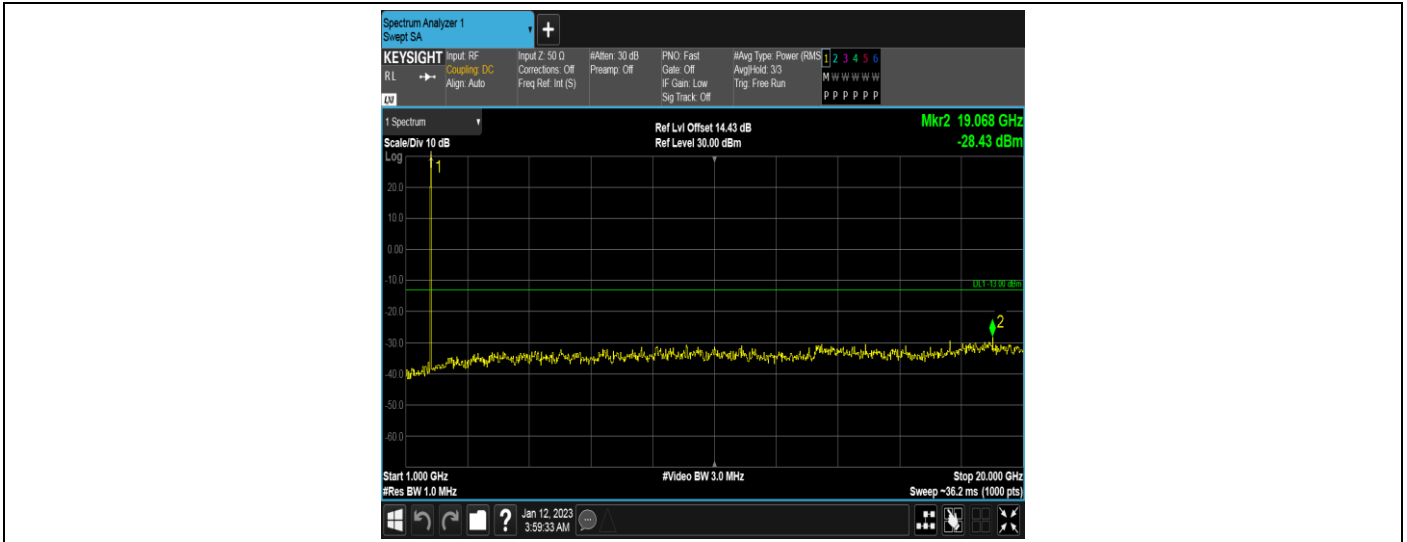 Spectrum Analyzer 1
Swept SA
+
KEYSIGHT
RL
LXI
Input: RF
Coupling: DC
Align: Auto
Input Z: 50 Ω
Corrections: Off
Freq Ref: Int (S)
#Atten: 30 dB
Preamp: Off
PNO: Fast
Gate: Off
IF Gain: Low
Sig Track: Off
#Avg Type: Power (RMS
Avg|Hold: 3/3
Trig: Free Run
1 2 3 4 5 6
M W W W W W
P P P P P P
1 Spectrum
Scale/Div 10 dB
Ref Lvl Offset 14.43 dB
Ref Level 30.00 dBm
Mkr2 19.068 GHz
-28.43 dBm
Log
1
20.0
10.0
0.00
-10.0
DL1 -13.00 dBm
-20.0
2
-30.0
-40.0
-50.0
-60.0
Start 1.000 GHz
#Video BW 3.0 MHz
Stop 20.000 GHz
#Res BW 1.0 MHz
Sweep ~36.2 ms (1000 pts)
?
Jan 12, 2023
3:59:33 AM